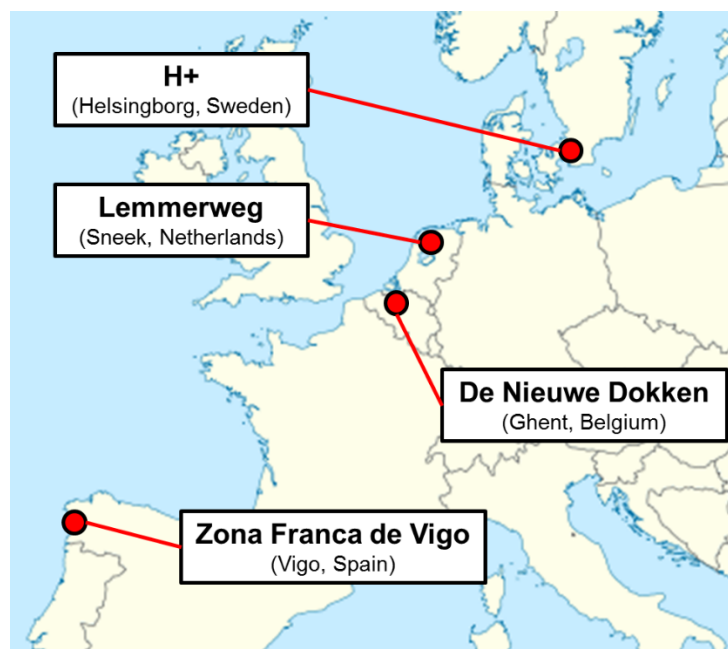 H+
(Helsingborg, Sweden)
Lemmerweg
(Sneek, Netherlands)
De Nieuwe Dokken
(Ghent, Belgium)
Zona Franca de Vigo
(Vigo, Spain)